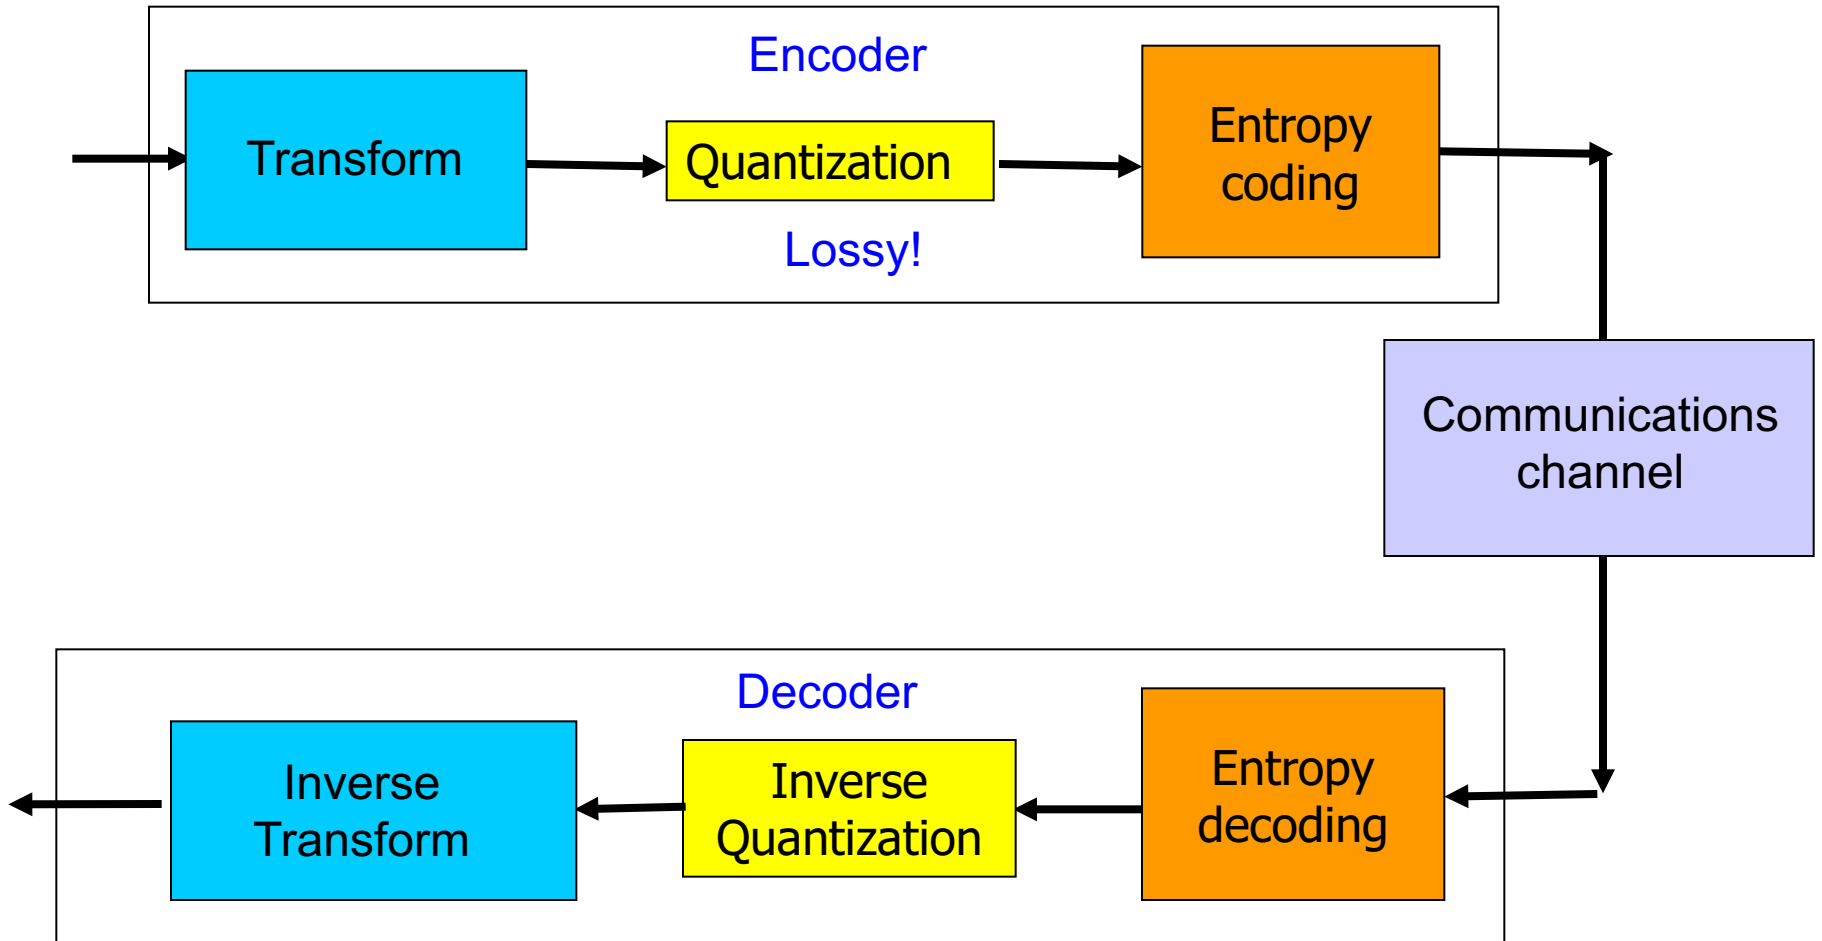 Encoder
Transform
Quantization
Entropy
coding
Lossy!
Communications
channel
Decoder
Inverse
Transform
Inverse
Quantization
Entropy
decoding